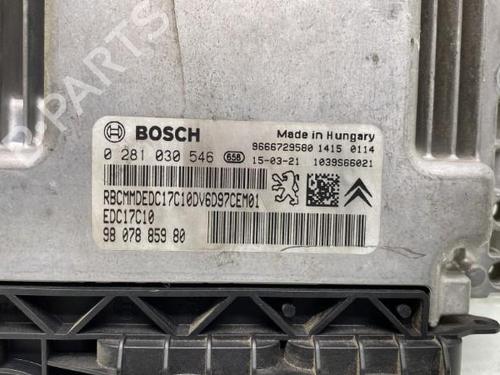 BOSCH
Made in Hungary
0 281 030 546 658
9666729580 1415 0114
15-03-21 1039S66021
RBCMMDEDC17C10DV6D97CEM01
EDC17C10
98 078 859 80